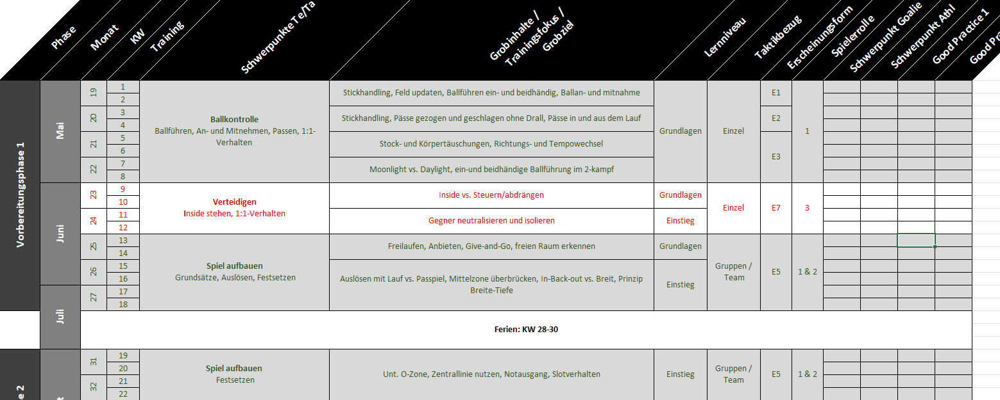 Phase
Monat
KW
Training
Schwerpunkte Te/Ta
Grobinhalte /
Trainingsfokus /
Grobziel
Lernniveau
Taktikbezug
Erscheinungsform
Spielerrolle
Schwerpunkt Goalie
Schwerpunkt Athl
Good Practice 1
Good Pr
Vorbereitungsphase 1
Mai
19
1
2
20
3
4
21
5
6
22
7
8
Ballkontrolle
Ballführen, An- und Mitnehmen, Passen, 1:1-
Verhalten
Stickhandling, Feld updaten, Ballführen ein- und beidhändig, Ballan- und mitnahme
Stickhandling, Pässe gezogen und geschlagen ohne Drall, Pässe in und aus dem Lauf
Stock- und Körpertäuschungen, Richtungs- und Tempowechsel
Moonlight vs. Daylight, ein-und beidhändige Ballführung im 2-kampf
Grundlagen
Einzel
E1
E2
E3
1
Juni
23
9
10
24
11
12
Verteidigen
Inside stehen, 1:1-Verhalten
Inside vs. Steuern/abdrängen
Gegner neutralisieren und isolieren
Grundlagen
Einstieg
Einzel
E7
3
25
13
14
26
15
16
27
17
18
Spiel aufbauen
Grundsätze, Auslösen, Festsetzen
Freilaufen, Anbieten, Give-and-Go, freien Raum erkennen
Auslösen mit Lauf vs. Passpiel, Mittelzone überbrücken, In-Back-out vs. Breit, Prinzip
Breite-Tiefe
Grundlagen
Einstieg
Gruppen /
Team
E5
1 & 2
Juli
Ferien: KW 28-30
e 2
t
31
19
20
32
21
22
Spiel aufbauen
Festsetzen
Unt. O-Zone, Zentrallinie nutzen, Notausgang, Slotverhalten
Einstieg
Gruppen /
Team
E5
1 & 2